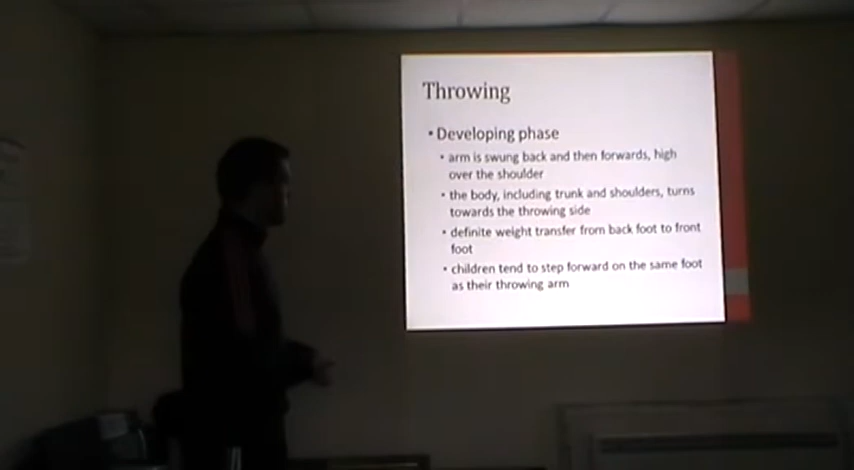 Throwing
• Developing phase
• arm is swung back and then forwards, high
over the shoulder
• the body, including trunk and shoulders, turns
towards the throwing side
• definite weight transfer from back foot to front
foot
• children tend to step forward on the same foot
as their throwing arm